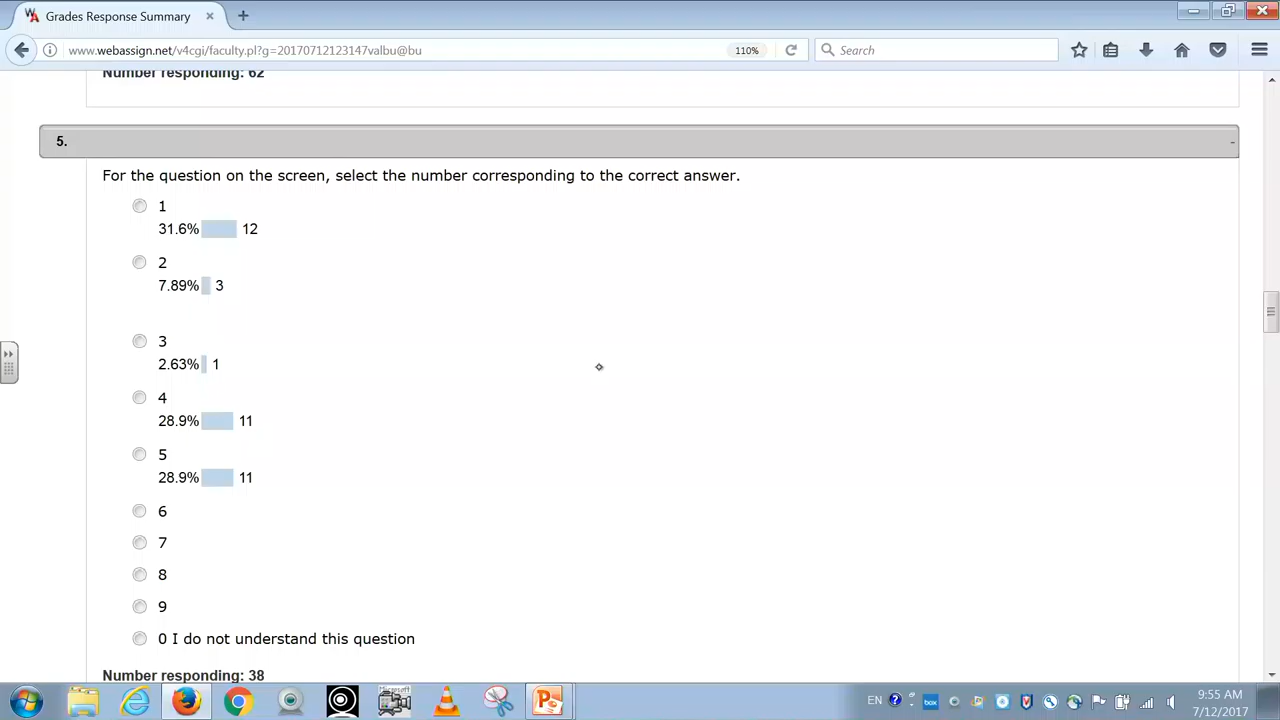 Grades Response Summary
www.webassign.net/v4cgi/faculty.pl?g=20170712123147valbu@bu
110%
Search
Number responding: 62
5.
For the question on the screen, select the number corresponding to the correct answer.
1
31.6% 12
2
7.89% 3
3
2.63% 1
4
28.9% 11
5
28.9% 11
6
7
8
9
0 I do not understand this question
Number responding: 38
EN
box
9:55 AM
7/12/2017